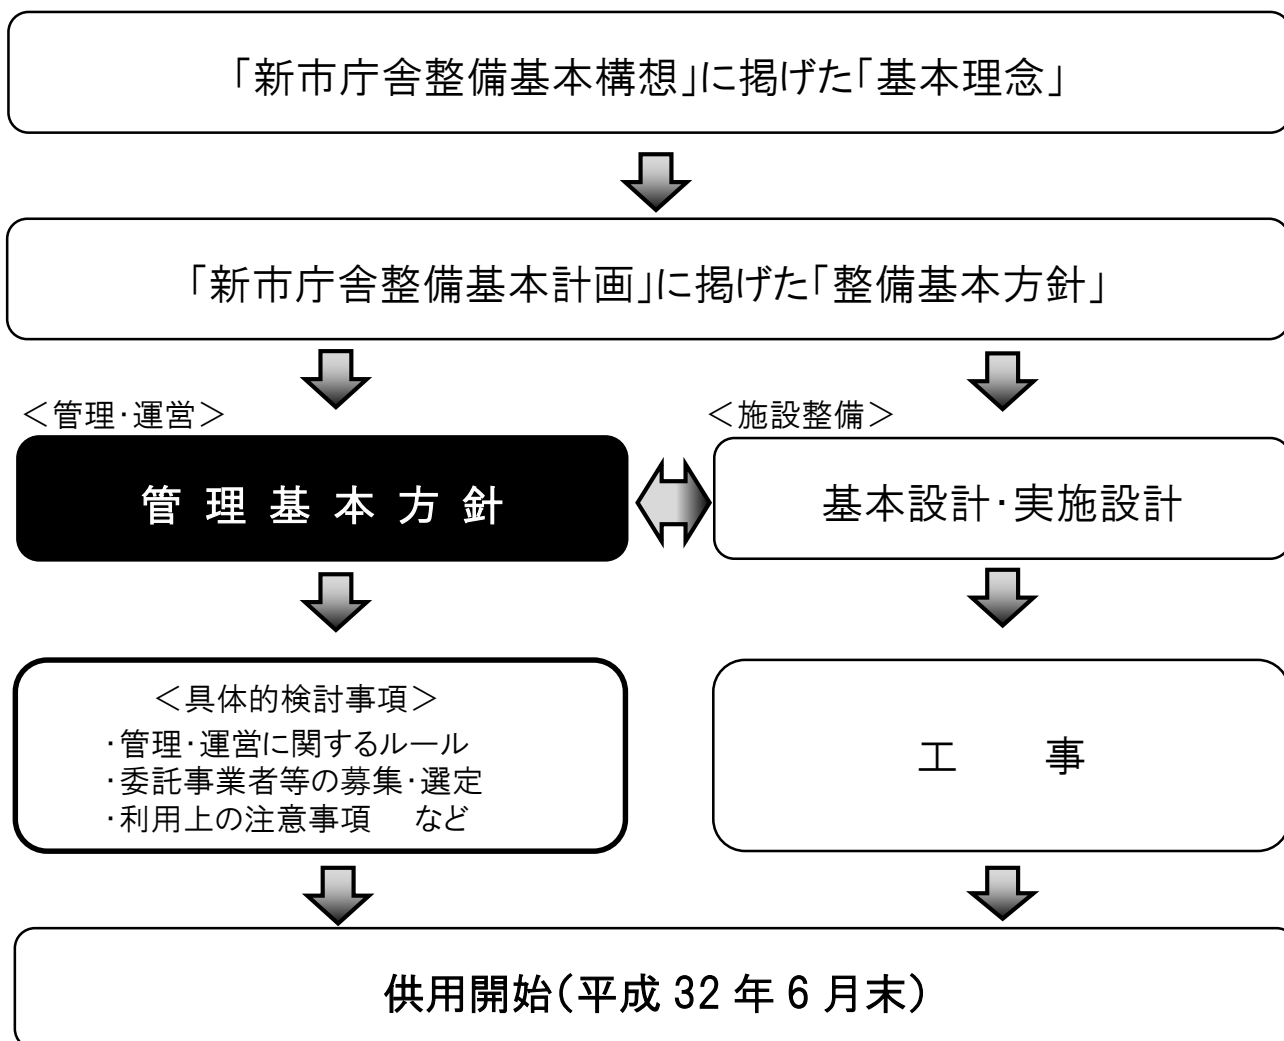 「新市庁舎整備基本構想」に掲げた「基本理念」
「新市庁舎整備基本計画」に掲げた「整備基本方針」
＜管理・運営＞
＜施設整備＞
管理基本方針
基本設計・実施設計
＜具体的検討事項＞
・管理・運営に関するルール
・委託事業者等の募集・選定
・利用上の注意事項　など
工　事
供用開始（平成 32 年 6 月末）